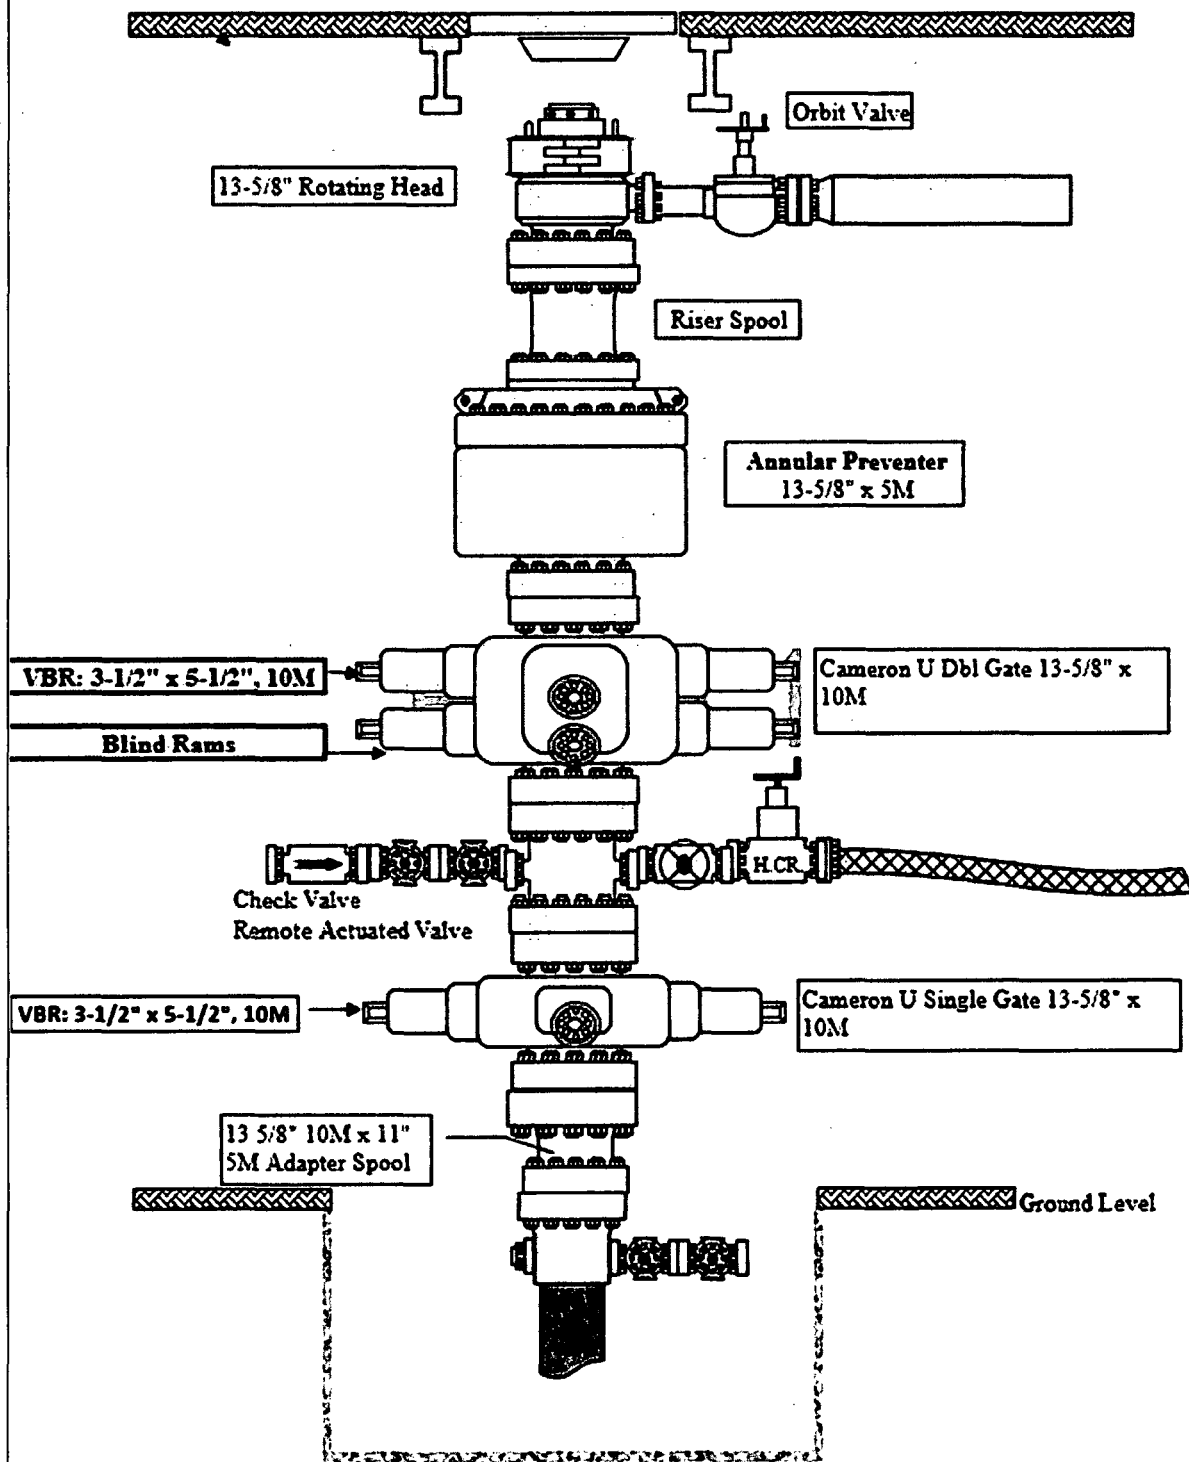 Orbit Valve
13-5/8" Rotating Head
Riser Spool
Annular Preventer
13-5/8" x 5M
VBR: 3-1/2" x 5-1/2", 10M
Cameron U Dbl Gate 13-5/8" x
10M
Blind Rams
H.CR.
Check Valve
Remote Actuated Valve
VBR: 3-1/2" x 5-1/2", 10M
Cameron U Single Gate 13-5/8" x
10M
13 5/8" 10M x 11"
5M Adapter Spool
Ground Level